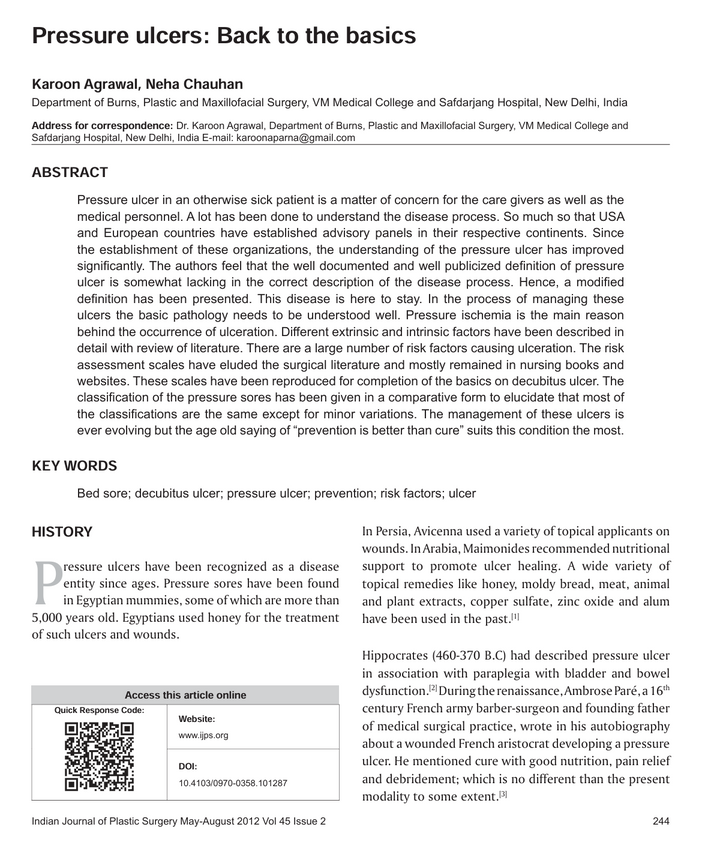 Pressure ulcers: Back to the basics
Karoon Agrawal, Neha Chauhan
Department of Burns, Plastic and Maxillofacial Surgery, VM Medical College and Safdarjang Hospital, New Delhi, India
Address for correspondence: Dr. Karoon Agrawal, Department of Burns, Plastic and Maxillofacial Surgery, VM Medical College and
Safdarjang Hospital, New Delhi, India E-mail: karoonaparna@gmail.com
ABSTRACT
Pressure ulcer in an otherwise sick patient is a matter of concern for the care givers as well as the
medical personnel. A lot has been done to understand the disease process. So much so that USA
and European countries have established advisory panels in their respective continents. Since
the establishment of these organizations, the understanding of the pressure ulcer has improved
significantly. The authors feel that the well documented and well publicized definition of pressure
ulcer is somewhat lacking in the correct description of the disease process. Hence, a modified
definition has been presented. This disease is here to stay. In the process of managing these
ulcers the basic pathology needs to be understood well. Pressure ischemia is the main reason
behind the occurrence of ulceration. Different extrinsic and intrinsic factors have been described in
detail with review of literature. There are a large number of risk factors causing ulceration. The risk
assessment scales have eluded the surgical literature and mostly remained in nursing books and
websites. These scales have been reproduced for completion of the basics on decubitus ulcer. The
classification of the pressure sores has been given in a comparative form to elucidate that most of
the classifications are the same except for minor variations. The management of these ulcers is
ever evolving but the age old saying of “prevention is better than cure” suits this condition the most.
KEY WORDS
Bed sore; decubitus ulcer; pressure ulcer; prevention; risk factors; ulcer
HISTORY
Pressure ulcers have been recognized as a disease
entity since ages. Pressure sores have been found
in Egyptian mummies, some of which are more than
5,000 years old. Egyptians used honey for the treatment
of such ulcers and wounds.
Access this article online
Quick Response Code:
Website:
www.ijps.org
DOI:
10.4103/0970-0358.101287
In Persia, Avicenna used a variety of topical applicants on
wounds. In Arabia, Maimonides recommended nutritional
support to promote ulcer healing. A wide variety of
topical remedies like honey, moldy bread, meat, animal
and plant extracts, copper sulfate, zinc oxide and alum
have been used in the past.[1]
Hippocrates (460-370 B.C) had described pressure ulcer
in association with paraplegia with bladder and bowel
dysfunction.[2] During the renaissance, Ambrose Paré, a 16th
century French army barber-surgeon and founding father
of medical surgical practice, wrote in his autobiography
about a wounded French aristocrat developing a pressure
ulcer. He mentioned cure with good nutrition, pain relief
and debridement; which is no different than the present
modality to some extent.[3]
Indian Journal of Plastic Surgery May-August 2012 Vol 45 Issue 2
244